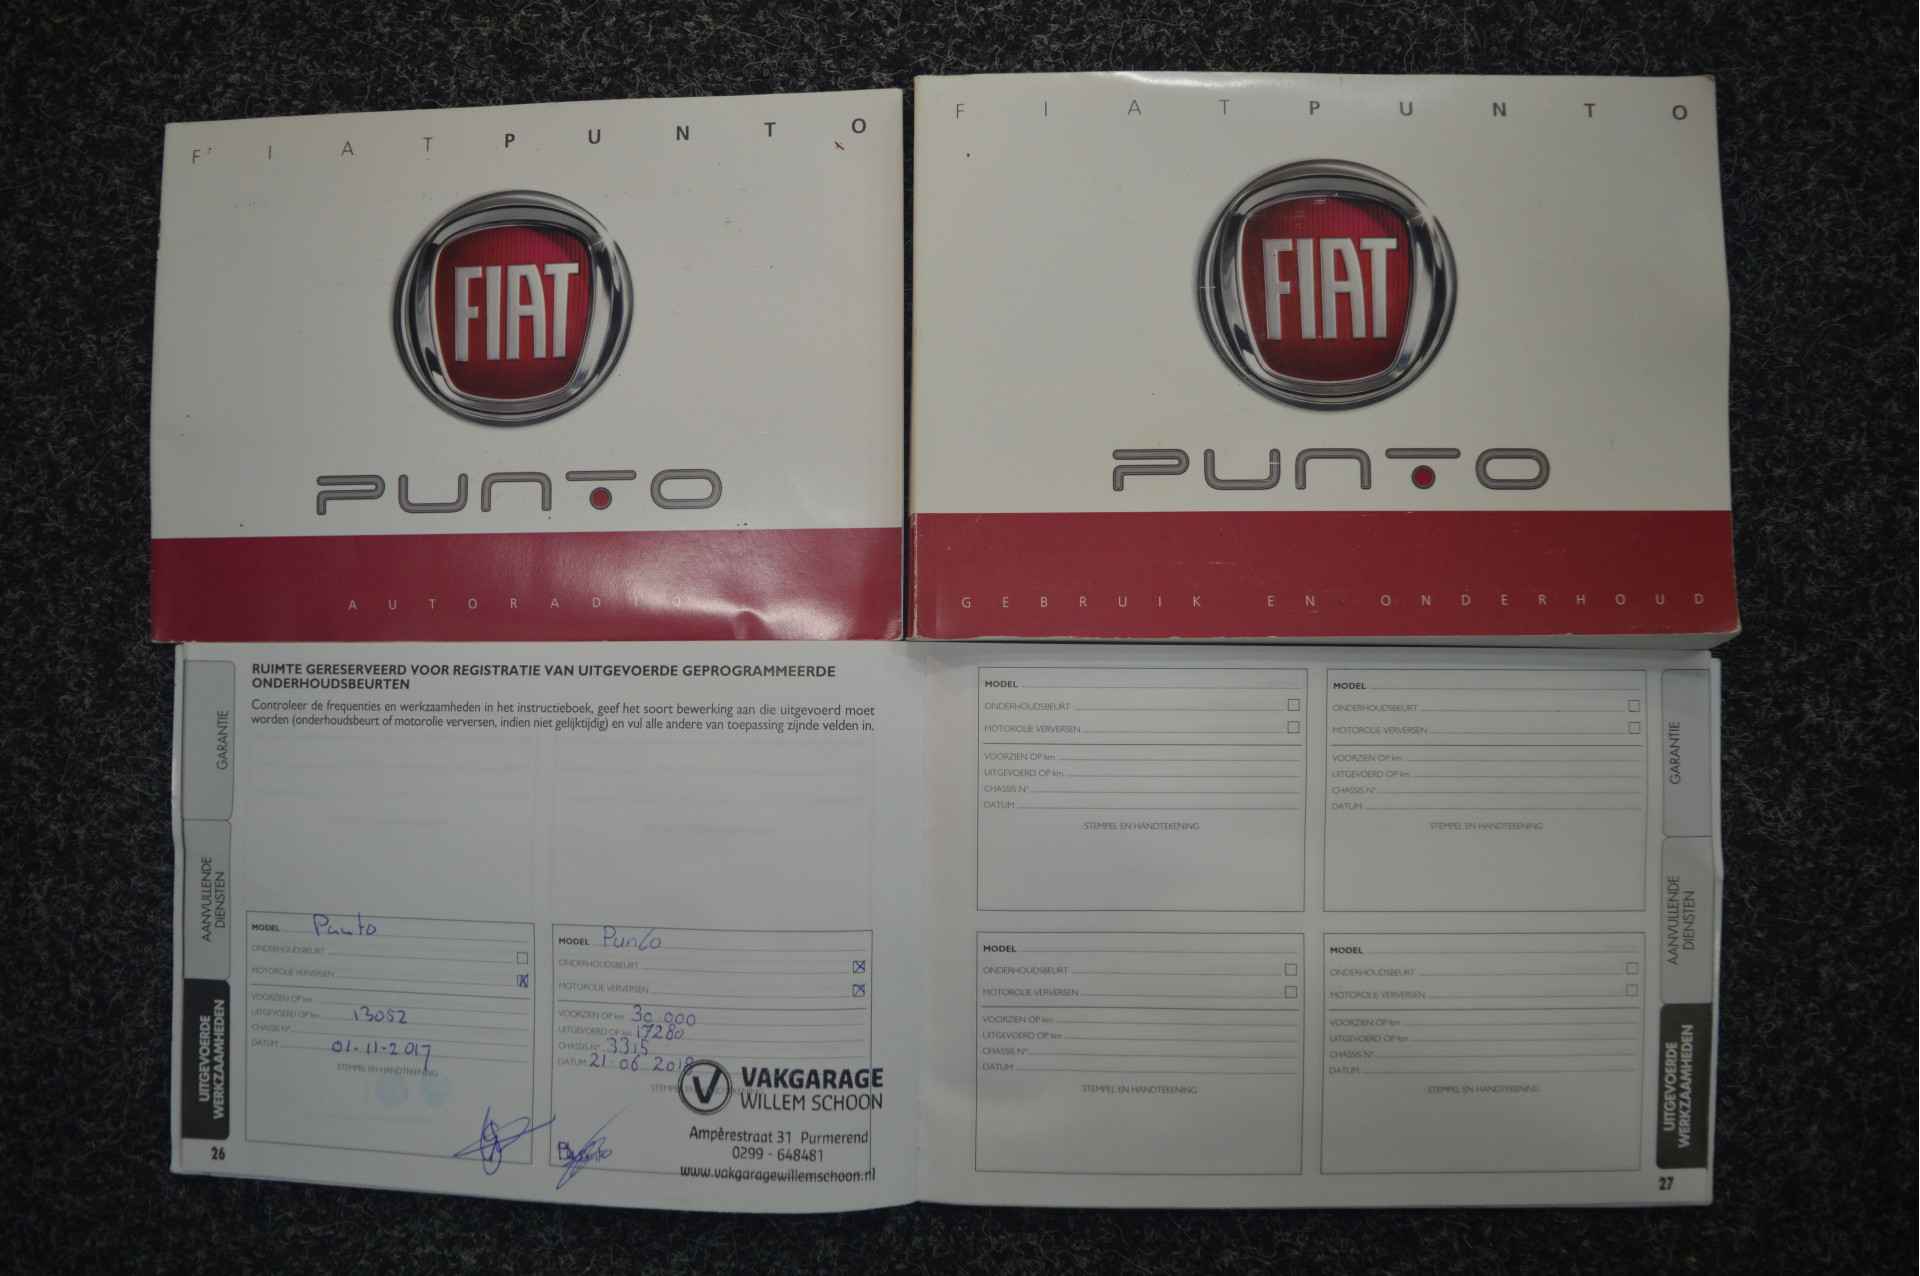 FIAT PUNTO
FIAT
PUNTO
AUTORADIO
FIAT PUNTO
FIAT
PUNTO
GEBRUIK EN ONDERHOUD
RUIMTE GERESERVEERD VOOR REGISTRATIE VAN UITGEVOERDE GEPROGRAMMEERDE
ONDERHOUDSBEURTEN
Controleer de frequenties en werkzaamheden in het instructieboek, geef het soort bewerking aan die uitgevoerd moet
worden (onderhoudsbeurt of motorolie verversen, indien niet gelijktijdig) en vul alle andere van toepassing zijnde velden in.
GARANTIE
AANVULLENDE
DIENSTEN
UITGEVOERDE
WERKZAAMHEDEN
MODEL Punto
ONDERHOUDSBEURT
MOTOROLIE VERVERSEN
VOORZIEN OP km
UITGEVOERD OP km 13052
CHASSIS N°
DATUM 01-11-2017
STEMPEL EN HANDTEKENING
MODEL Punto
ONDERHOUDSBEURT
MOTOROLIE VERVERSEN
VOORZIEN OP km 30.000
UITGEVOERD OP km 17280
CHASSIS N° 3315
DATUM 21-06 2018
VAKGARAGE
WILLEM SCHOON
Ampèrestraat 31 Purmerend
0299 - 648481
www.vakgaragewillemschoon.nl
26
MODEL
ONDERHOUDSBEURT
MOTOROLIE VERVERSEN
VOORZIEN OP km
UITGEVOERD OP km
CHASSIS N°
DATUM
STEMPEL EN HANDTEKENING
MODEL
ONDERHOUDSBEURT
MOTOROLIE VERVERSEN
VOORZIEN OP km
UITGEVOERD OP km
CHASSIS N°
DATUM
STEMPEL EN HANDTEKENING
MODEL
ONDERHOUDSBEURT
MOTOROLIE VERVERSEN
VOORZIEN OP km
UITGEVOERD OP km
CHASSIS N°
DATUM
STEMPEL EN HANDTEKENING
MODEL
ONDERHOUDSBEURT
MOTOROLIE VERVERSEN
VOORZIEN OP km
UITGEVOERD OP km
CHASSIS N°
DATUM
STEMPEL EN HANDTEKENING
GARANTIE
AANVULLENDE
DIENSTEN
UITGEVOERDE
WERKZAAMHEDEN
27